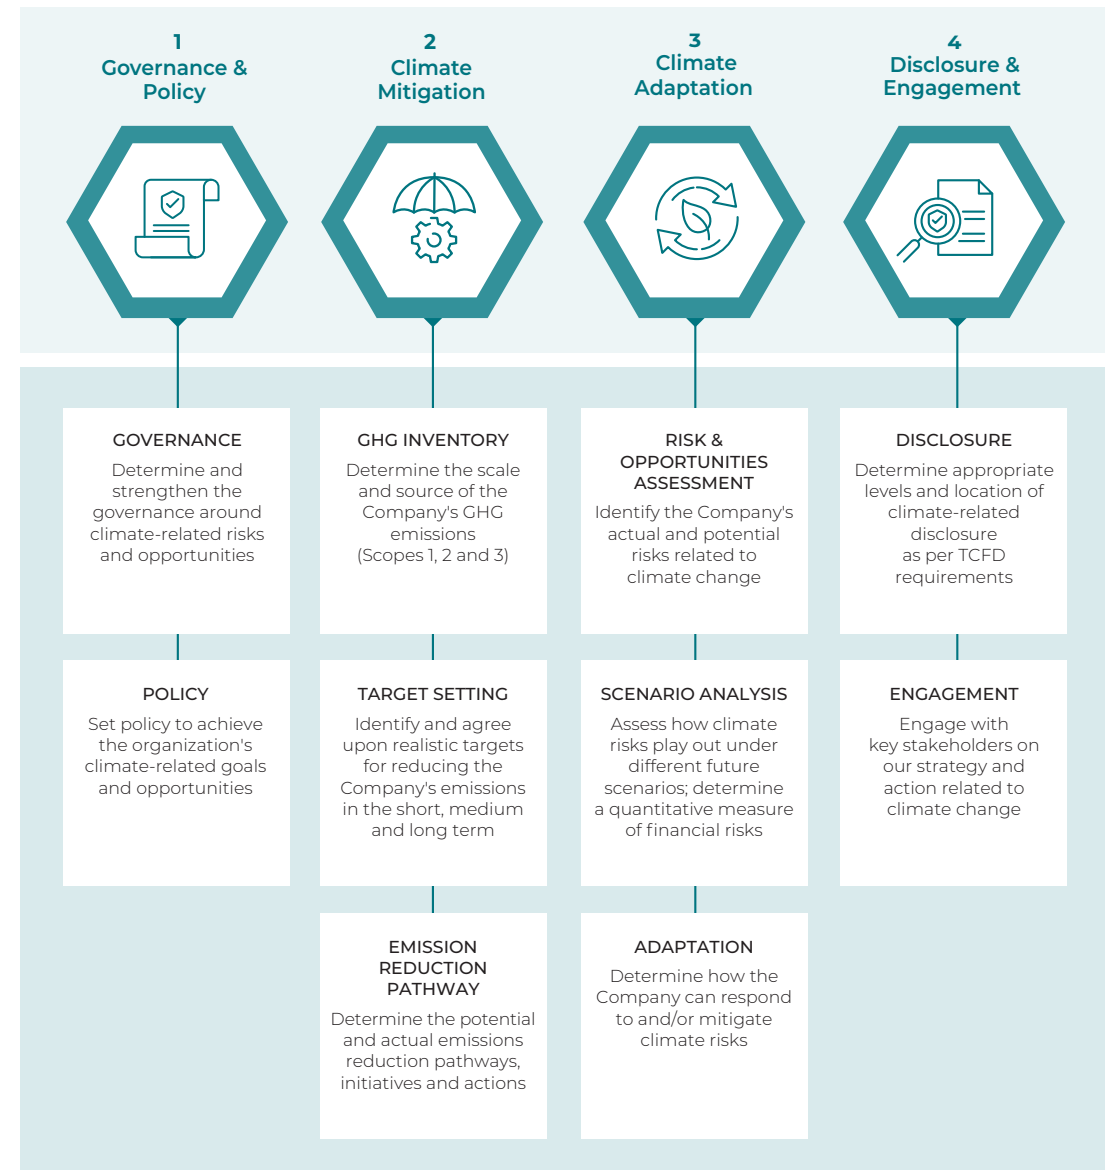 1
Governance &
Policy
2
Climate
Mitigation
3
Climate
Adaptation
4
Disclosure &
Engagement
GOVERNANCE
Determine and
strengthen the
governance around
climate-related risks
and opportunities
POLICY
Set policy to achieve
the organization's
climate-related goals
and opportunities
GHG INVENTORY
Determine the scale
and source of the
Company's GHG
emissions
(Scopes 1, 2 and 3)
TARGET SETTING
Identify and agree
upon realistic targets
for reducing the
Company's emissions
in the short, medium
and long term
EMISSION
REDUCTION
PATHWAY
Determine the potential
and actual emissions
reduction pathways,
initiatives and actions
RISK &
OPPORTUNITIES
ASSESSMENT
Identify the Company's
actual and potential
risks related to
climate change
SCENARIO ANALYSIS
Assess how climate
risks play out under
different future
scenarios; determine
a quantitative measure
of financial risks
ADAPTATION
Determine how the
Company can respond
to and/or mitigate
climate risks
DISCLOSURE
Determine appropriate
levels and location of
climate-related
disclosure
as per TCFD
requirements
ENGAGEMENT
Engage with
key stakeholders on
our strategy and
action related to
climate change